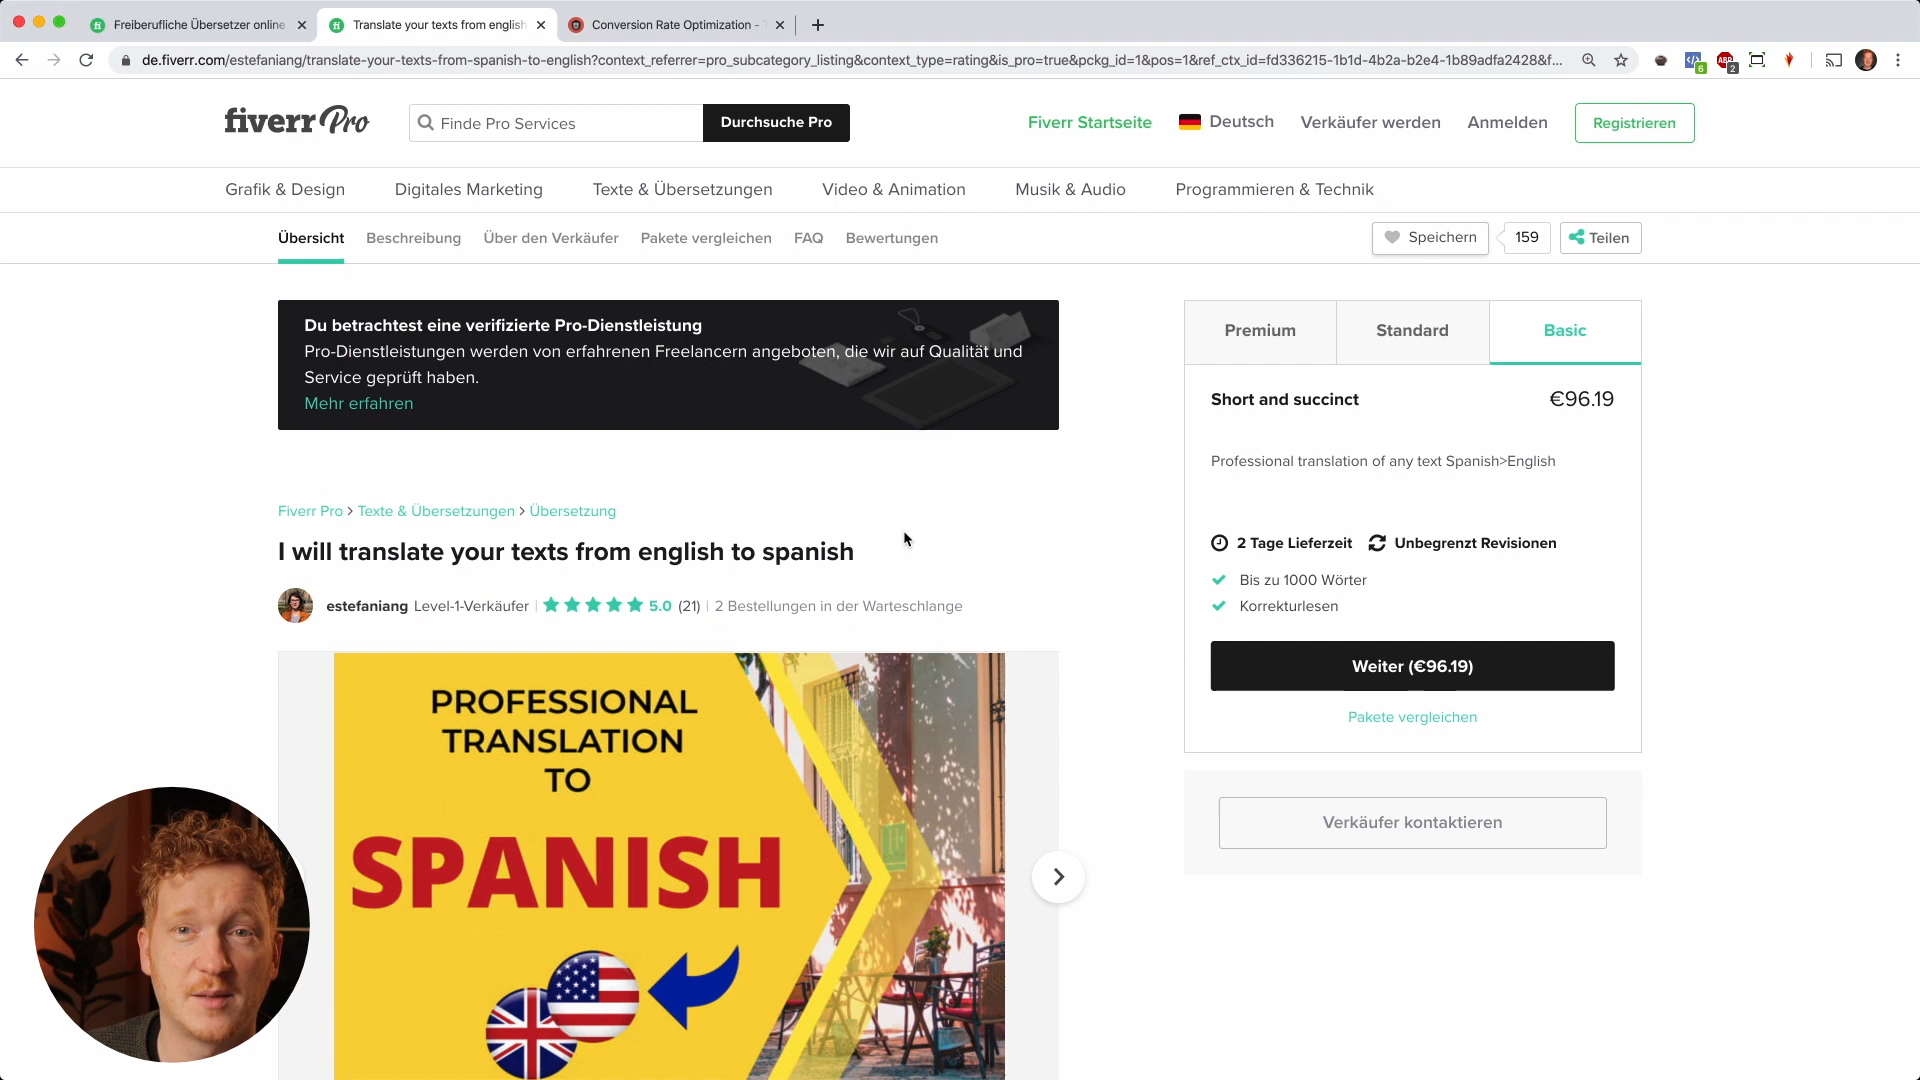 Freiberufliche Übersetzer online
Translate your texts from english
Conversion Rate Optimization - T
de.fiverr.com/estefaniang/translate-your-texts-from-spanish-to-english?context_referrer=pro_subcategory_listing&context_type=rating&is_pro=true&pckg_id=1&pos=1&ref_ctx_id=fd336215-1b1d-4b2a-b2e4-1b89adfa2428&f...
6
ABP
2
fiverr Pro
Finde Pro Services
Durchsuche Pro
Fiverr Startseite
Deutsch
Verkäufer werden
Anmelden
Registrieren
Grafik & Design
Digitales Marketing
Texte & Übersetzungen
Video & Animation
Musik & Audio
Programmieren & Technik
Übersicht
Beschreibung
Über den Verkäufer
Pakete vergleichen
FAQ
Bewertungen
Speichern
159
Teilen
Du betrachtest eine verifizierte Pro-Dienstleistung
Pro-Dienstleistungen werden von erfahrenen Freelancern angeboten, die wir auf Qualität und
Service geprüft haben.
Mehr erfahren
Fiverr Pro > Texte & Übersetzungen > Übersetzung
I will translate your texts from english to spanish
estefaniang Level-1-Verkäufer | 5.0 (21) | 2 Bestellungen in der Warteschlange
PROFESSIONAL
TRANSLATION
TO
SPANISH
Premium
Standard
Basic
Short and succinct
€96.19
Professional translation of any text Spanish>English
2 Tage Lieferzeit
Unbegrenzt Revisionen
Bis zu 1000 Wörter
Korrekturlesen
Weiter (€96.19)
Pakete vergleichen
Verkäufer kontaktieren